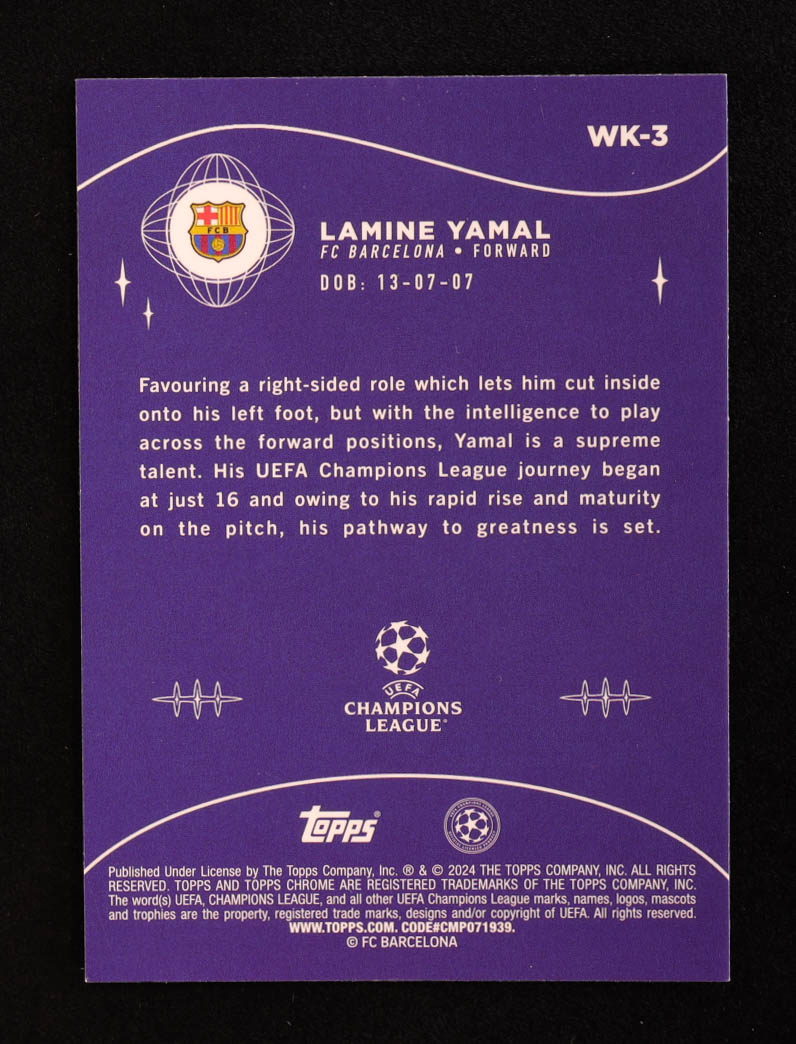 WK-3
FCB
LAMINE YAMAL
FC BARCELONA • FORWARD
DOB: 13-07-07
Favouring a right-sided role which lets him cut inside
onto his left foot, but with the intelligence to play
across the forward positions, Yamal is a supreme
talent. His UEFA Champions League journey began
at just 16 and owing to his rapid rise and maturity
on the pitch, his pathway to greatness is set.
UEFA
CHAMPIONS
LEAGUE®
Topps®
Published Under License by The Topps Company, Inc. ® & © 2024 THE TOPPS COMPANY, INC. ALL RIGHTS
RESERVED. TOPPS AND TOPPS CHROME ARE REGISTERED TRADEMARKS OF THE TOPPS COMPANY, INC.
The word(s) UEFA, CHAMPIONS LEAGUE, and all other UEFA Champions League marks, names, logos, mascots
and trophies are the property, registered trade marks, designs and/or copyright of UEFA. All rights reserved.
WWW.TOPPS.COM. CODE#CMP071939.
© FC BARCELONA